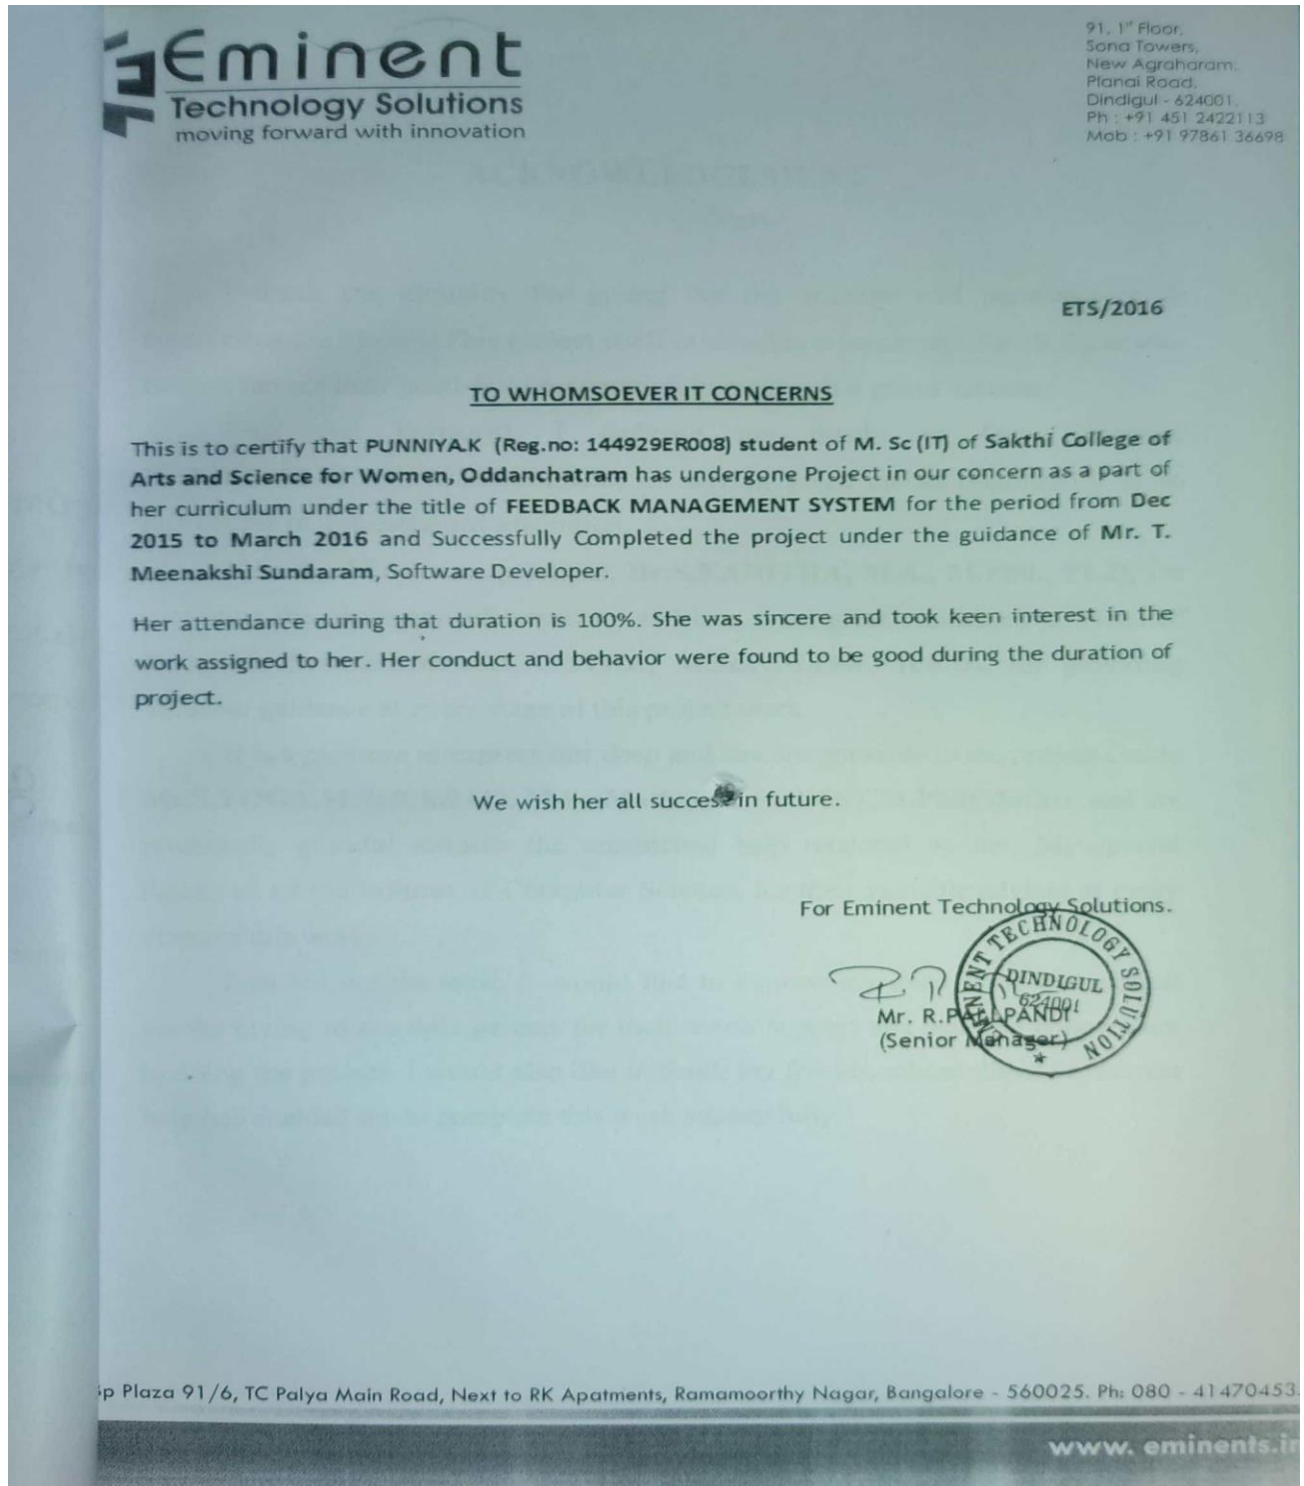 Eminent
Technology Solutions
moving forward with innovation
91, 1st Floor,
Sona Towers,
New Agraharam,
Planai Road,
Dindigul - 624001.
Ph : +91 451 2422113
Mob : +91 97861 36698
ETS/2016
TO WHOMSOEVER IT CONCERNS
This is to certify that PUNNIYA.K (Reg.no: 144929ER008) student of M. Sc (IT) of Sakthi College of
Arts and Science for Women, Oddanchatram has undergone Project in our concern as a part of
her curriculum under the title of FEEDBACK MANAGEMENT SYSTEM for the period from Dec
2015 to March 2016 and Successfully Completed the project under the guidance of Mr. T.
Meenakshi Sundaram, Software Developer.
Her attendance during that duration is 100%. She was sincere and took keen interest in the
work assigned to her. Her conduct and behavior were found to be good during the duration of
project.
We wish her all success in future.
For Eminent Technology Solutions.
EMINENT TECHNOLOGY SOLUTION
DINDIGUL
624001
Mr. R.
(Senior Manager)
p Plaza 91/6, TC Palya Main Road, Next to RK Apatments, Ramamoorthy Nagar, Bangalore - 560025. Ph: 080 - 41470453.
www. eminents.in